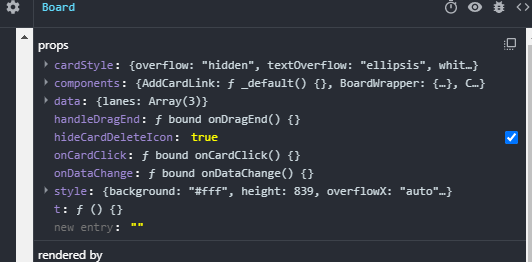 Board
props
cardStyle: {overflow: "hidden", textOverflow: "ellipsis", whit…}
components: {AddCardLink: ƒ _default() {}, BoardWrapper: {…}, C…}
data: {lanes: Array(3)}
handleDragEnd: ƒ bound onDragEnd() {}
hideCardDeleteIcon: true
onCardClick: ƒ bound onCardClick() {}
onDataChange: ƒ bound onDataChange() {}
style: {background: "#fff", height: 839, overflowX: "auto"…}
t: ƒ () {}
new entry: ""
rendered by